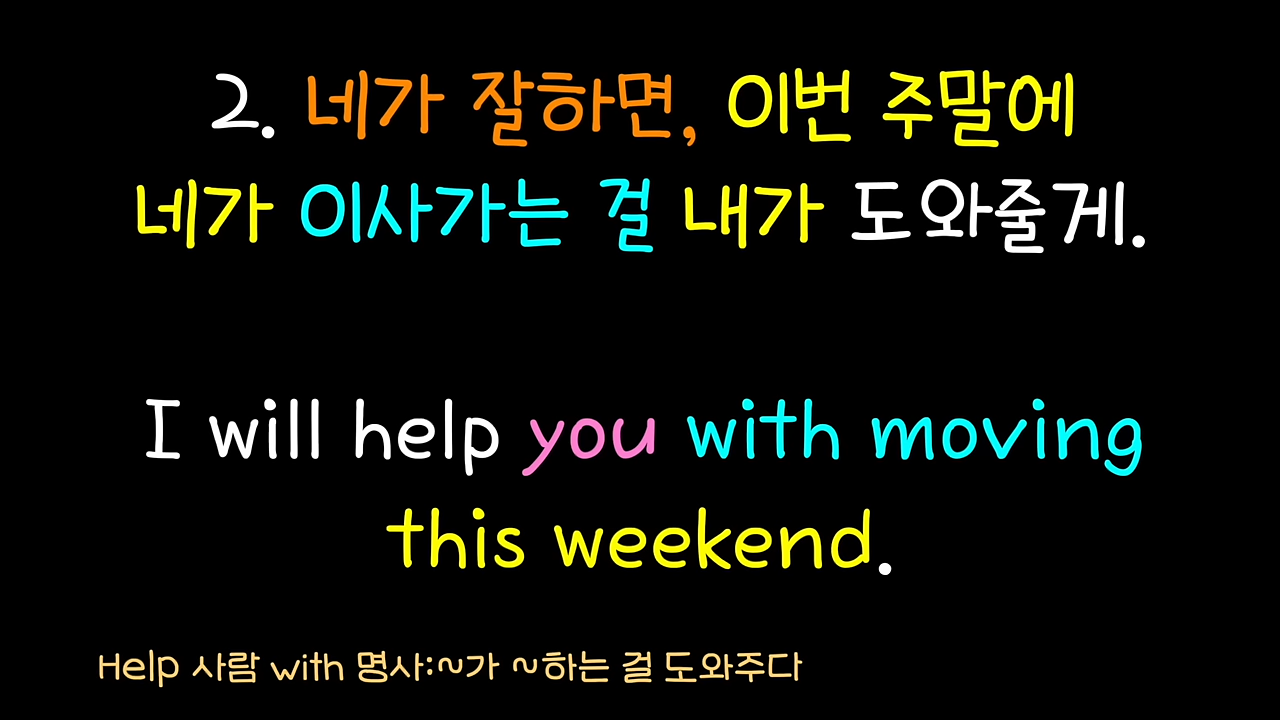 2. 네가 잘하면, 이번 주말에
네가 이사가는 걸 내가 도와줄게.
I will help you with moving
this weekend.
Help 사람 with 명사:~가 ~하는 걸 도와주다